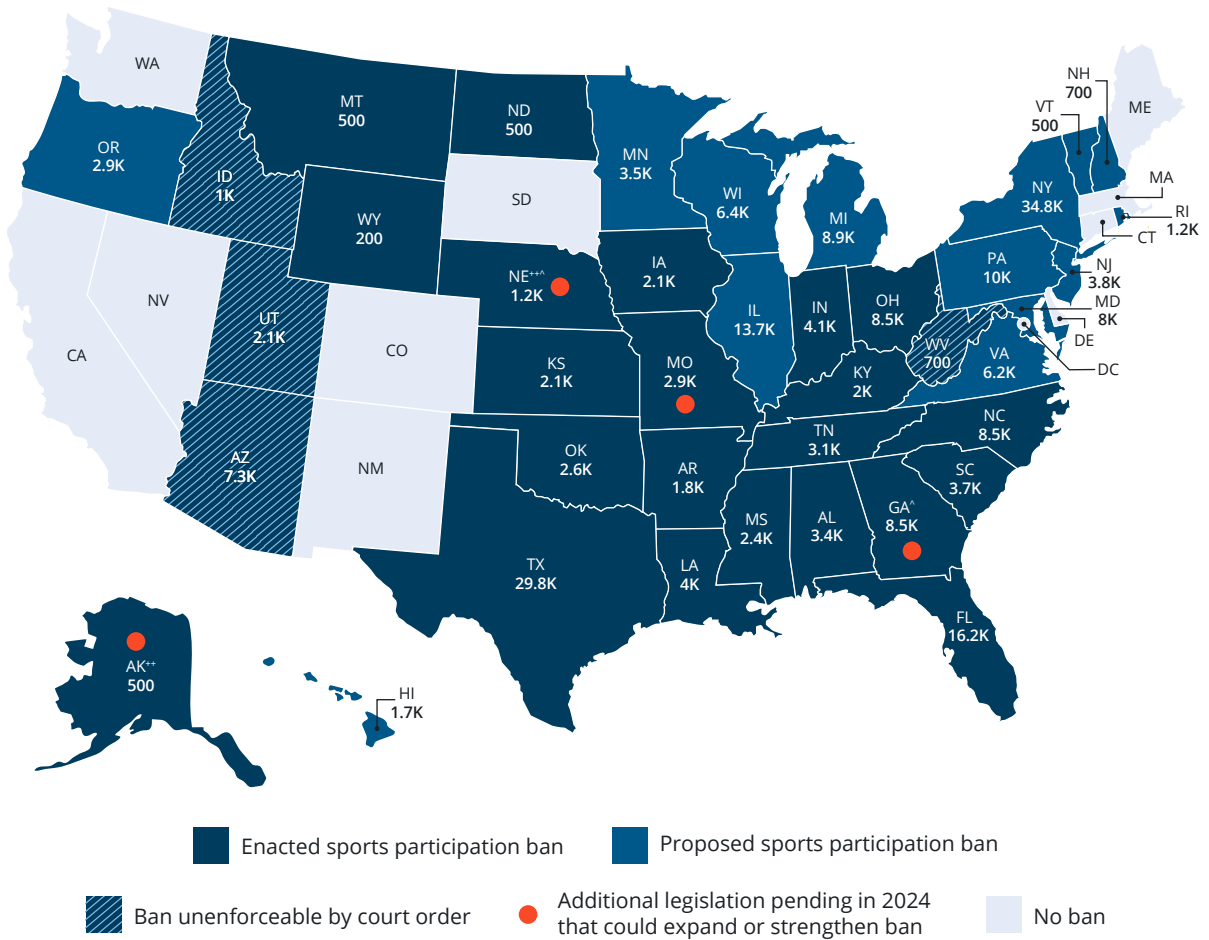 WA
MT
500
ND
500
OR
2.9K
ID
1K
WY
200
SD
MN
3.5K
WI
6.4K
MI
8.9K
NH
700
VT
500
ME
NY
34.8K
MA
RI
1.2K
CT
PA
10K
NJ
3.8K
MD
8K
DE
DC
NE++^
1.2K
IA
2.1K
IL
13.7K
IN
4.1K
OH
8.5K
WV
700
VA
6.2K
NV
UT
2.1K
CA
CO
KS
2.1K
MO
2.9K
KY
2K
NC
8.5K
TN
3.1K
AZ
7.3K
NM
OK
2.6K
AR
1.8K
SC
3.7K
MS
2.4K
AL
3.4K
GA^
8.5K
TX
29.8K
LA
4K
FL
16.2K
AK++
500
HI
1.7K
Enacted sports participation ban
Proposed sports participation ban
Ban unenforceable by court order
Additional legislation pending in 2024
that could expand or strengthen ban
No ban